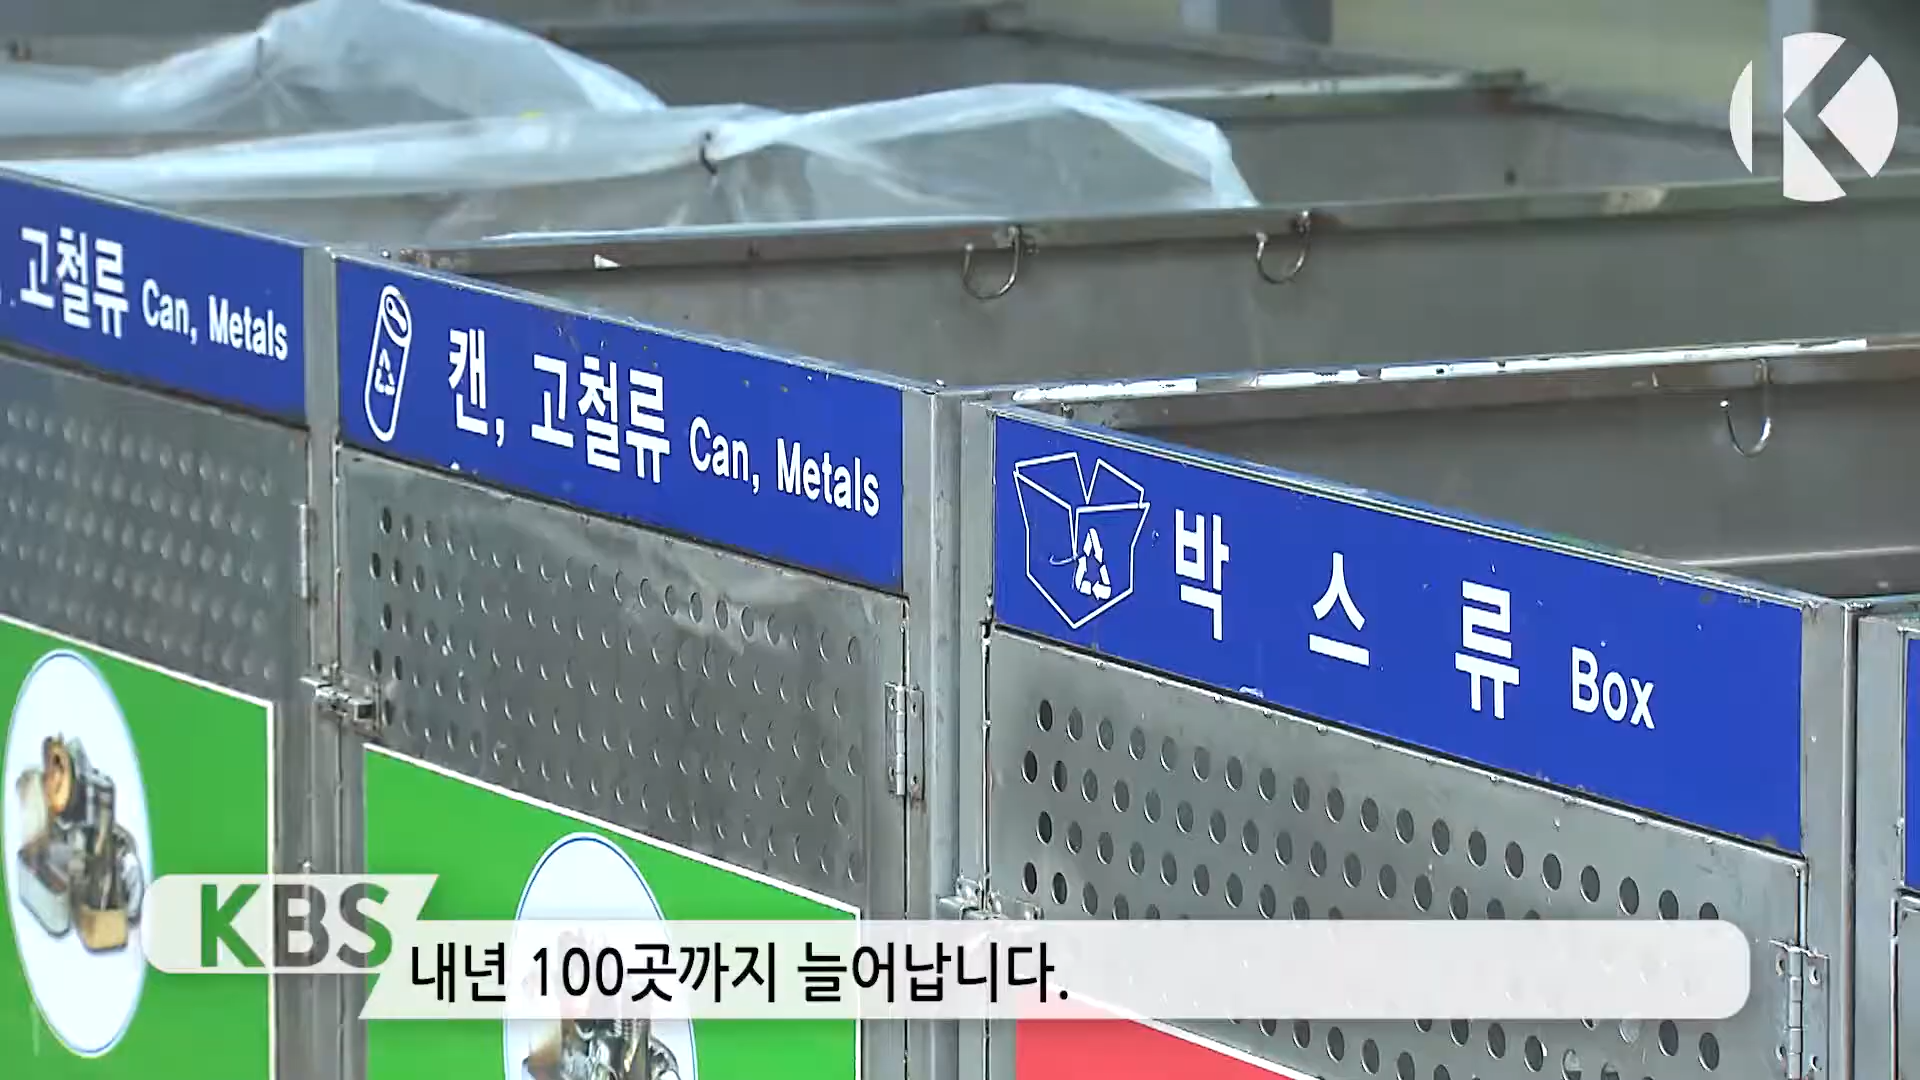 고철류 Can, Metals
캔, 고철류 Can, Metals
박 스 류 Box
K
KBS
내년 100곳까지 늘어납니다.